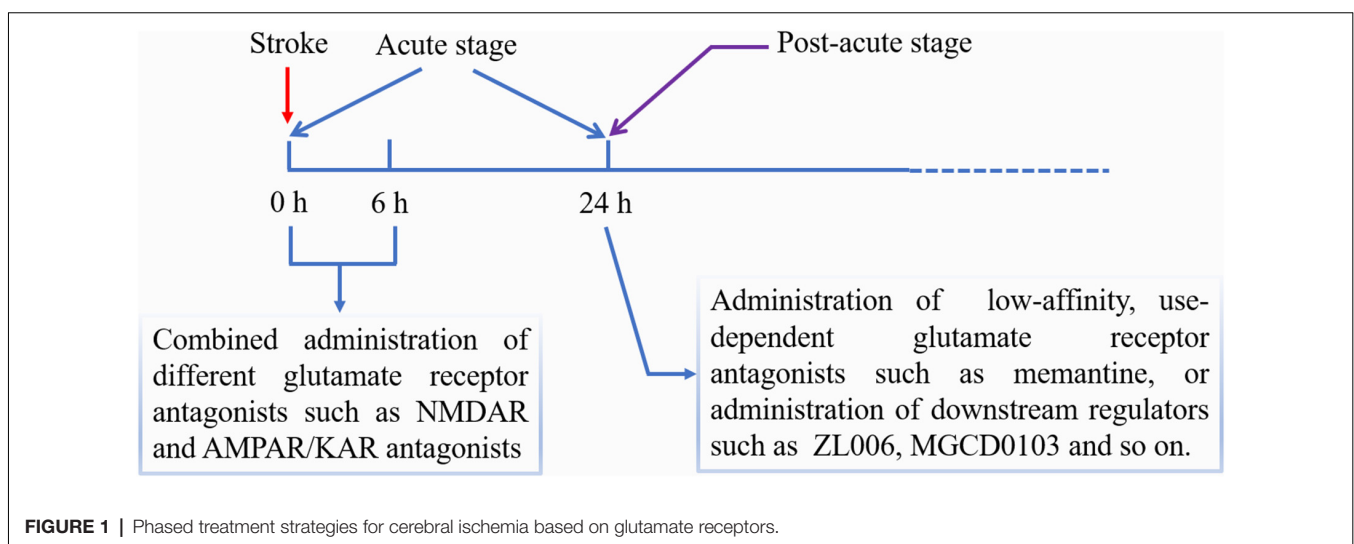 Stroke
Acute stage
Post-acute stage
0 h
6 h
24 h
Combined administration of
different glutamate receptor
antagonists such as NMDAR
and AMPAR/KAR antagonists
Administration of low-affinity, use-
dependent glutamate receptor
antagonists such as memantine, or
administration of downstream regulators
such as ZL006, MGCD0103 and so on.
FIGURE 1 | Phased treatment strategies for cerebral ischemia based on glutamate receptors.